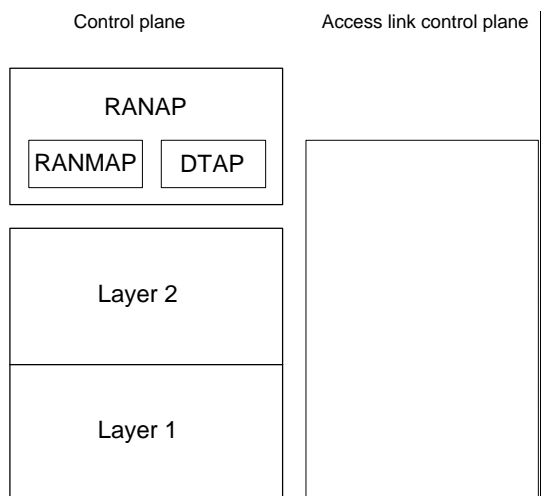 Control plane
Access link control plane
RANAP
RANMAP
DTAP
Layer 2
Layer 1